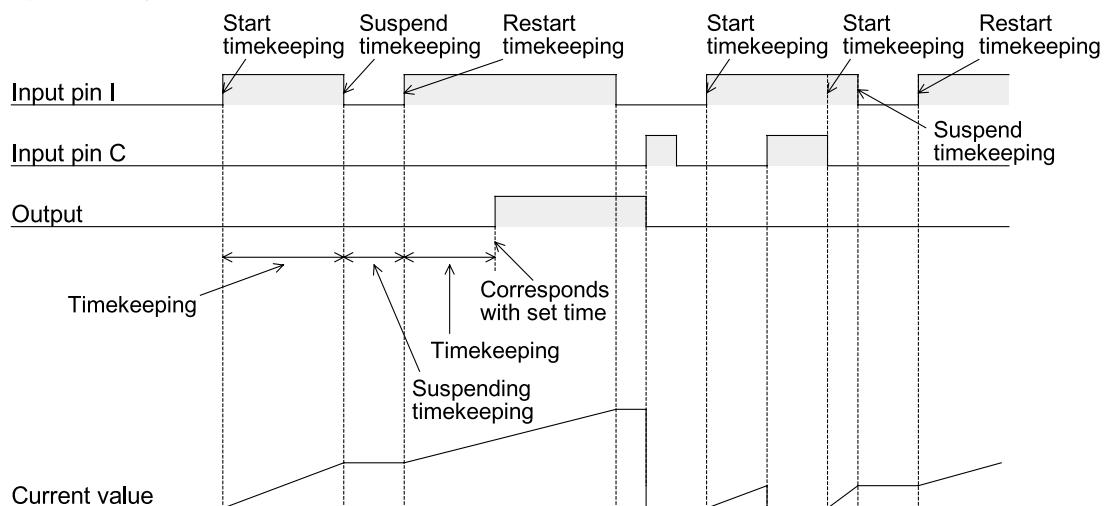 Start
timekeeping
Suspend
timekeeping
Restart
timekeeping
Start
timekeeping
Start
timekeeping
Restart
timekeeping
Input pin I
Suspend
timekeeping
Input pin C
Output
Timekeeping
Corresponds
with set time
Timekeeping
Suspending
timekeeping
Current value